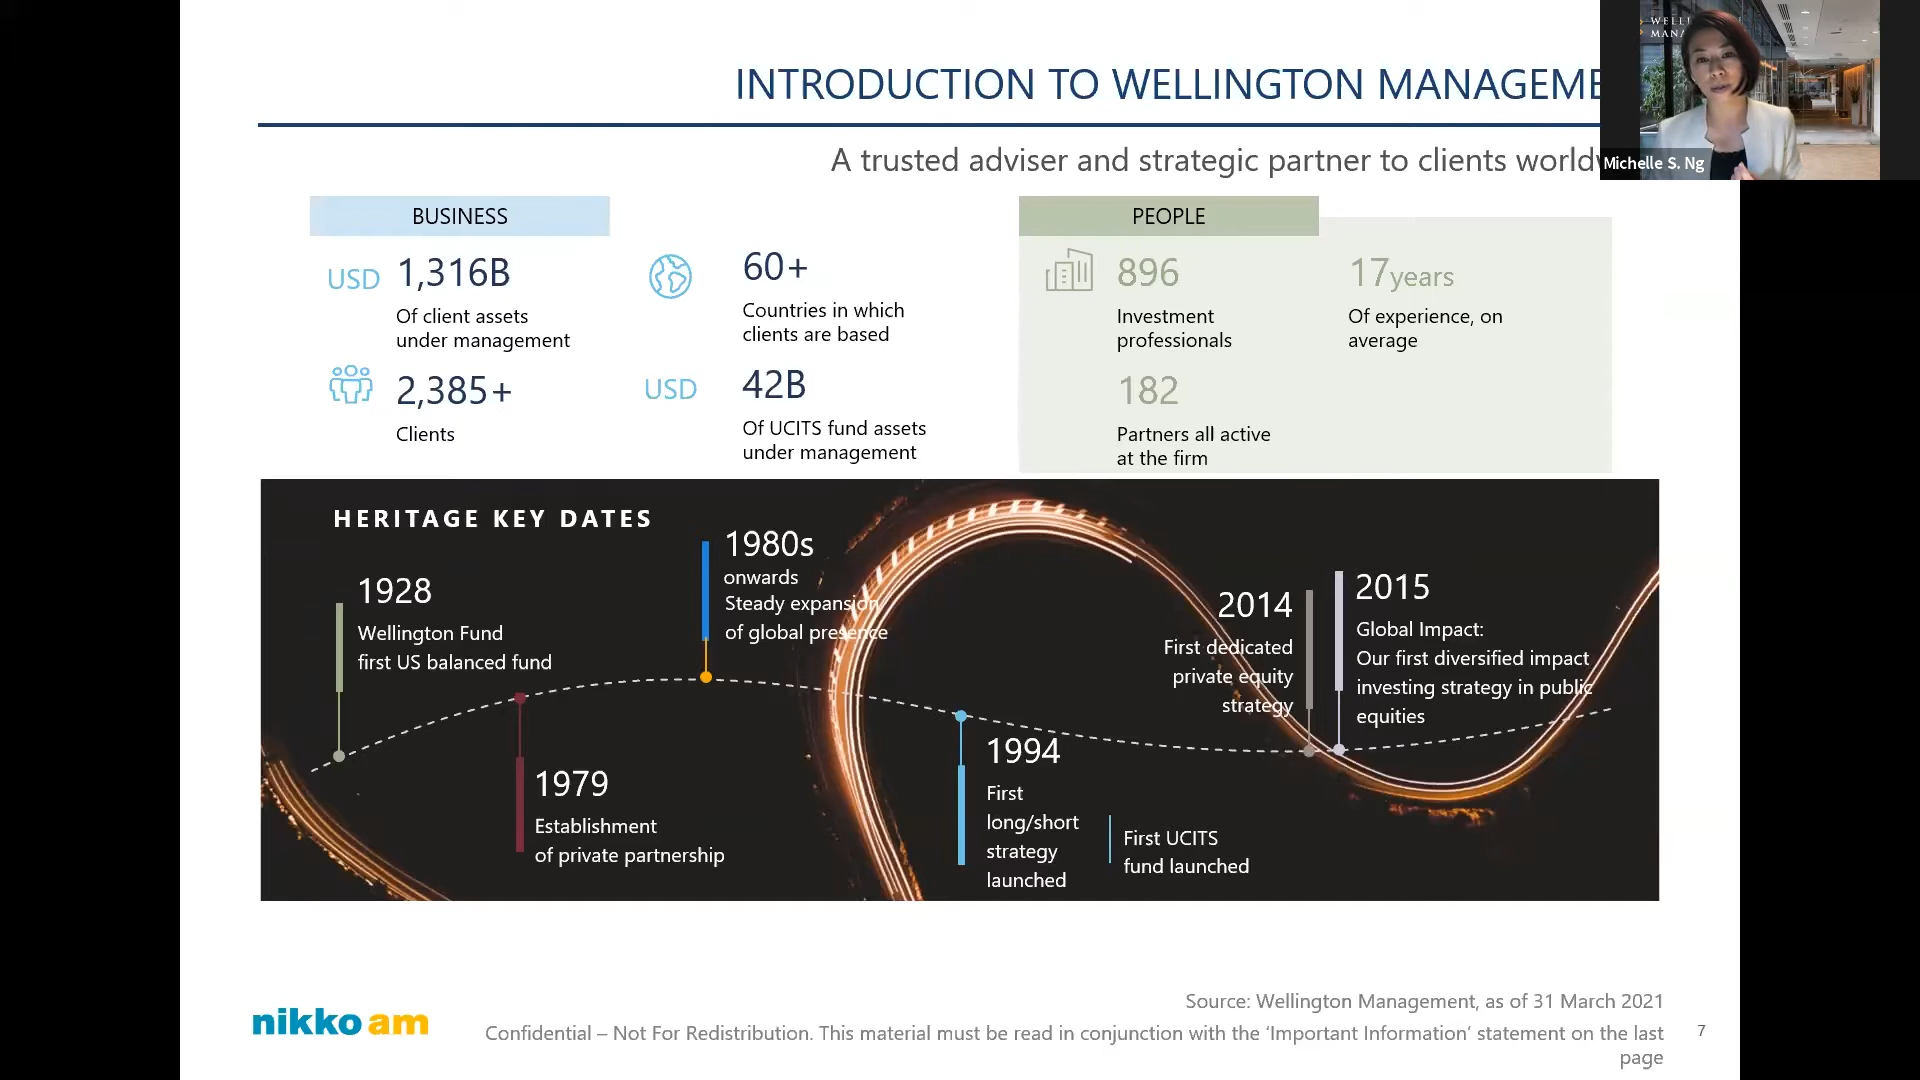 INTRODUCTION TO WELLINGTON MANAGEME
A trusted adviser and strategic partner to clients world
WELL
MANA
Michelle S. Ng
BUSINESS
USD 1,316B
Of client assets
under management
2,385+
Clients
60+
Countries in which
clients are based
USD 42B
Of UCITS fund assets
under management
PEOPLE
896
Investment
professionals
17years
Of experience, on
average
182
Partners all active
at the firm
HERITAGE KEY DATES
1928
Wellington Fund
first US balanced fund
1979
Establishment
of private partnership
1980s
onwards
Steady expansion
of global presence
1994
First
long/short
strategy
launched
First UCITS
fund launched
2014
First dedicated
private equity
strategy
2015
Global Impact:
Our first diversified impact
investing strategy in public
equities
nikko am
Source: Wellington Management, as of 31 March 2021
Confidential – Not For Redistribution. This material must be read in conjunction with the ‘Important Information’ statement on the last
page
7